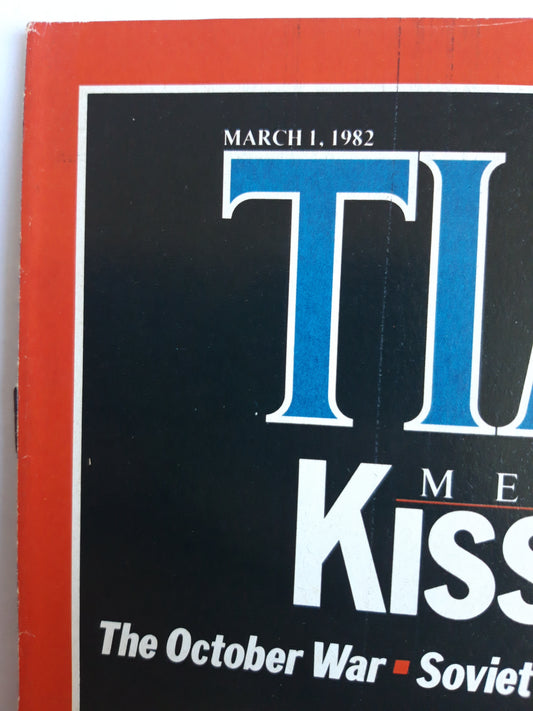 MARCH 1, 1982
TI
ME
KISS
The October War ▪ Soviet